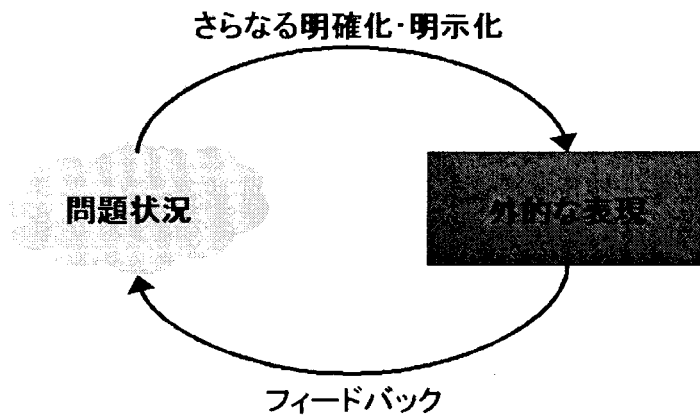 さらなる明確化・明示化
問題状況
外的な表現
フィードバック